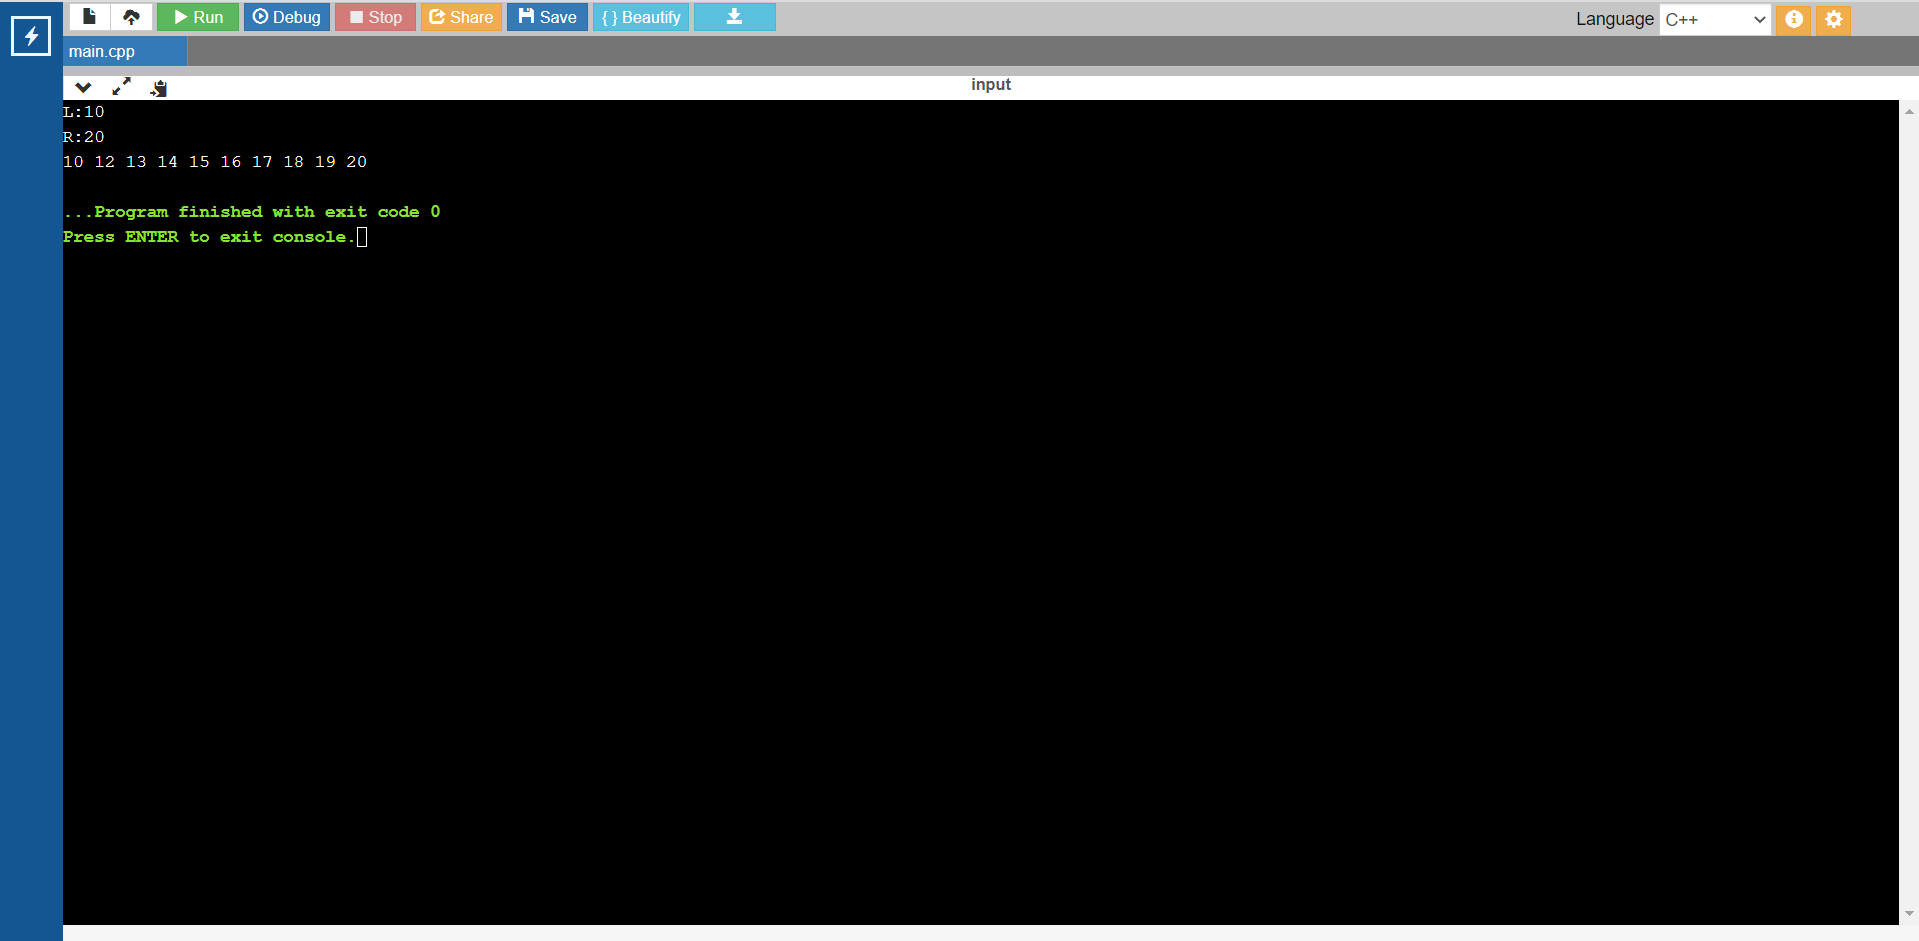 Run Debug Stop Share Save { } Beautify Language C++
main.cpp
input
L:10
R:20
10 12 13 14 15 16 17 18 19 20
...Program finished with exit code 0
Press ENTER to exit console.